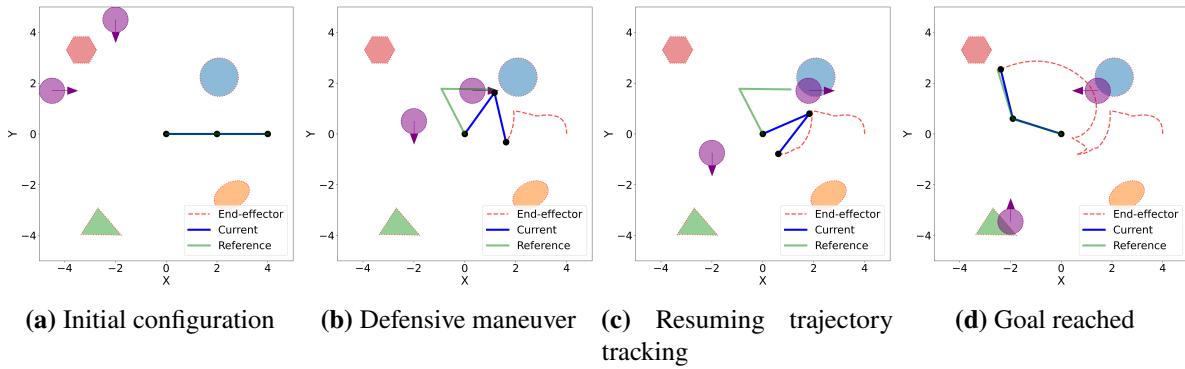 4
2
0
−2
−4
Y
−4 −2 0 2 4
X
End-effector
Current
Reference
(a) Initial configuration
4
2
0
−2
−4
Y
−4 −2 0 2 4
X
End-effector
Current
Reference
(b) Defensive maneuver
4
2
0
−2
−4
Y
−4 −2 0 2 4
X
End-effector
Current
Reference
(c) Resuming trajectory
tracking
4
2
0
−2
−4
Y
−4 −2 0 2 4
X
End-effector
Current
Reference
(d) Goal reached